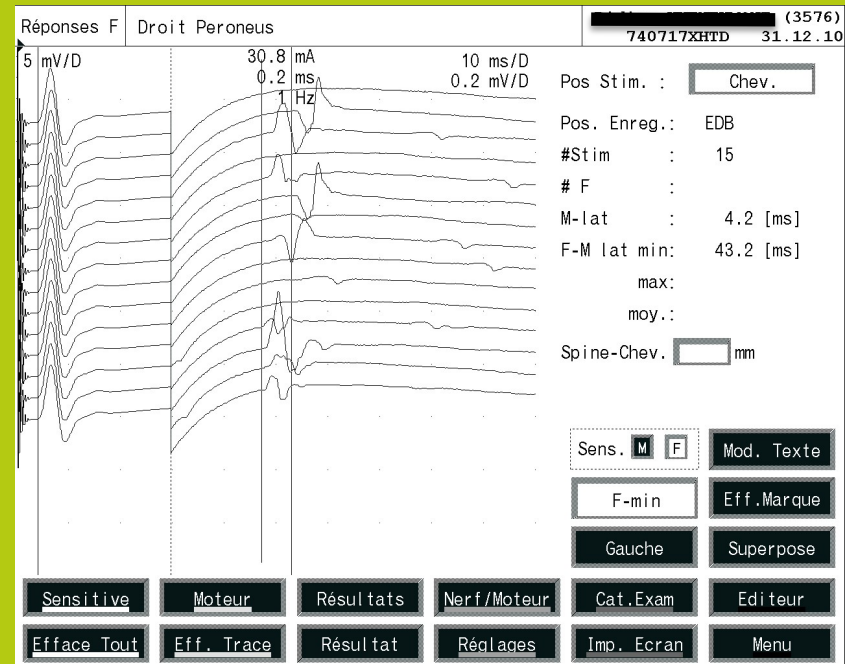 Réponses F Droit Peroneus (3576)
740717XHTD 31.12.10
5 mV/D 30.8 mA 10 ms/D
0.2 ms 0.2 mV/D
1 Hz
Pos Stim. : Chev.
Pos. Enreg.: EDB
#Stim : 15
# F :
M-lat : 4.2 [ms]
F-M lat min: 43.2 [ms]
max:
moy.:
Spine-Chev. mm
Sens. M F Mod. Texte
F-min Eff.Marque
Gauche Superpose
Sensitive Moteur Résultats Nerf/Moteur Cat.Exam Editeur
Efface Tout Eff. Trace Résultat Réglages Imp. Ecran Menu